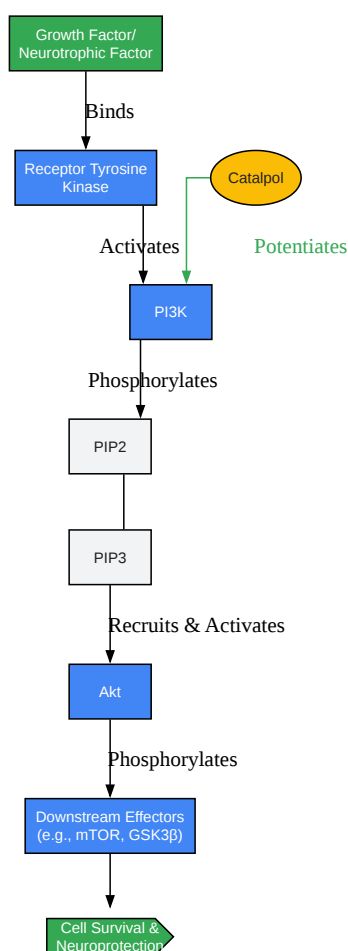 Growth Factor/
Neurotrophic Factor
Binds
Receptor Tyrosine
Kinase
Catalpol
Activates
Potentiates
PI3K
Phosphorylates
PIP2
PIP3
Recruits & Activates
Akt
Phosphorylates
Downstream Effectors
(e.g., mTOR, GSK3β)
Cell Survival &
Neuroprotection